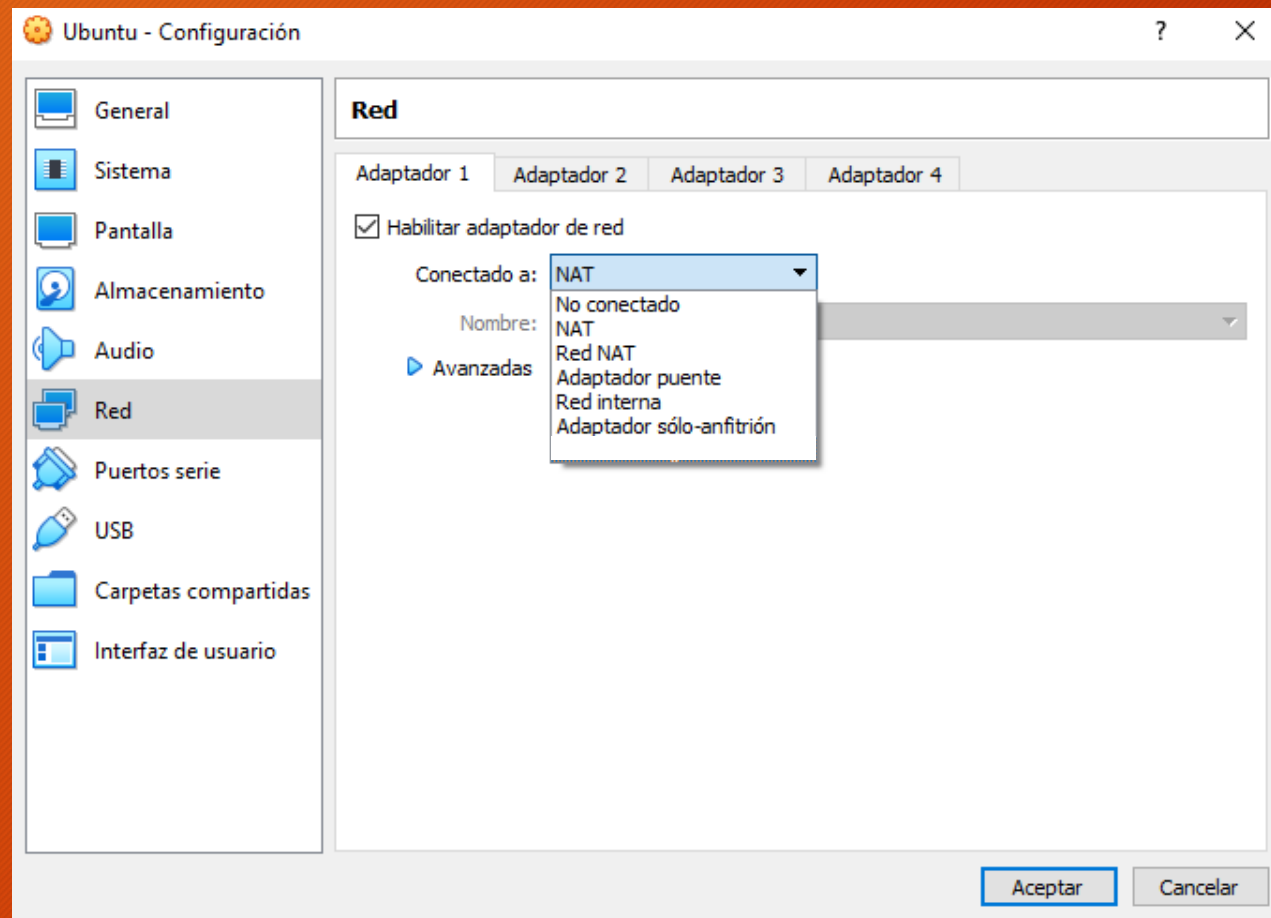 Ubuntu - Configuración
?
General
Sistema
Pantalla
Almacenamiento
Audio
Red
Puertos serie
USB
Carpetas compartidas
Interfaz de usuario
Red
Adaptador 1 Adaptador 2 Adaptador 3 Adaptador 4
Habilitar adaptador de red
Conectado a: NAT
No conectado
NAT
Red NAT
Adaptador puente
Red interna
Adaptador sólo-anfitrión
Nombre:
Avanzadas
Aceptar Cancelar